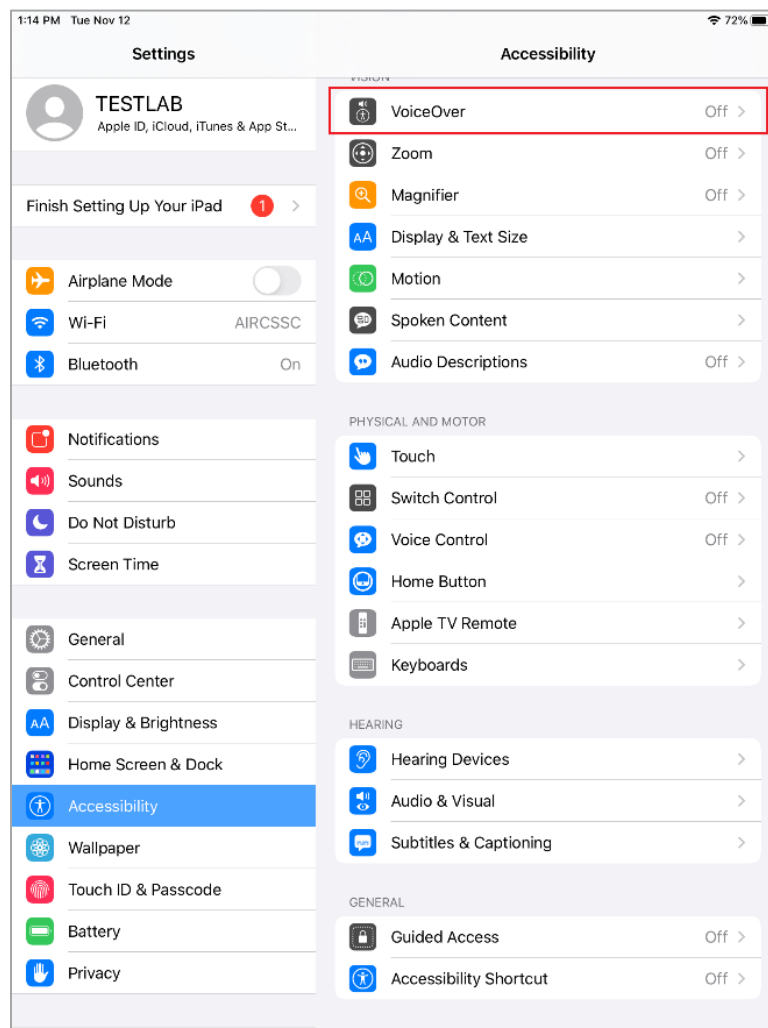 1:14 PM Tue Nov 12
72%
Settings
TESTLAB
Apple ID, iCloud, iTunes & App St...
Finish Setting Up Your iPad 1
Airplane Mode
Wi-Fi AIRCSSC
Bluetooth On
Notifications
Sounds
Do Not Disturb
Screen Time
General
Control Center
AA Display & Brightness
Home Screen & Dock
Accessibility
Wallpaper
Touch ID & Passcode
Battery
Privacy
Accessibility
VISION
VoiceOver Off
Zoom Off
Magnifier Off
AA Display & Text Size
Motion
Spoken Content
Audio Descriptions Off
PHYSICAL AND MOTOR
Touch
Switch Control Off
Voice Control Off
Home Button
Apple TV Remote
Keyboards
HEARING
Hearing Devices
Audio & Visual
Subtitles & Captioning
GENERAL
Guided Access Off
Accessibility Shortcut Off